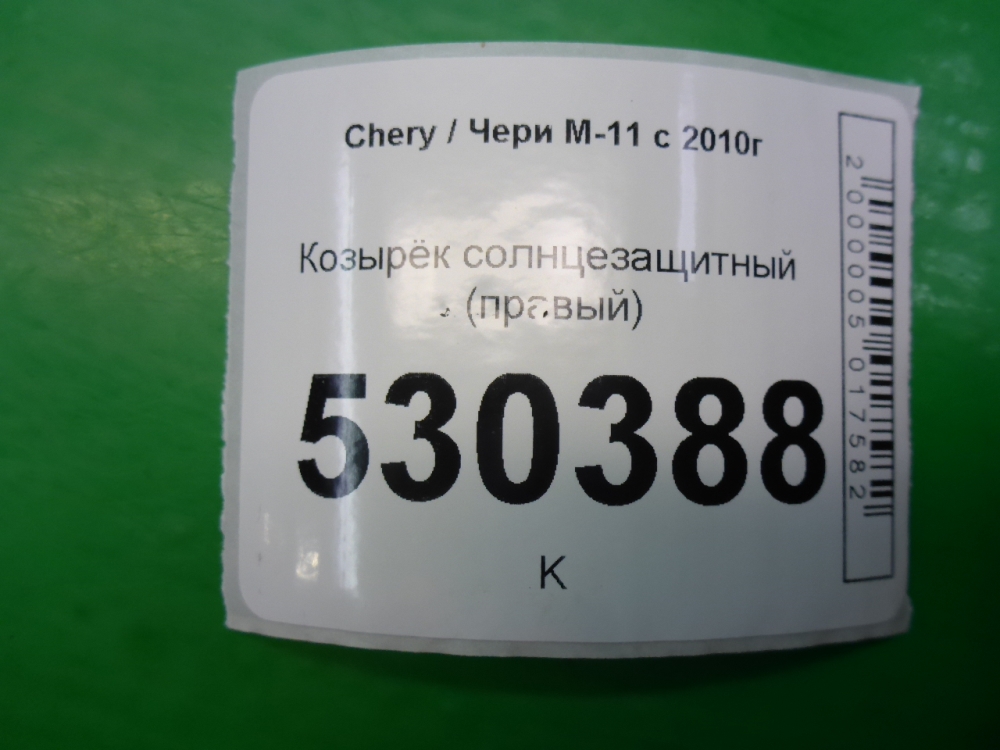 Chery / Чери М-11 с 2010г
Козырёк солнцезащитный
(правый)
530388
К
2000005017582